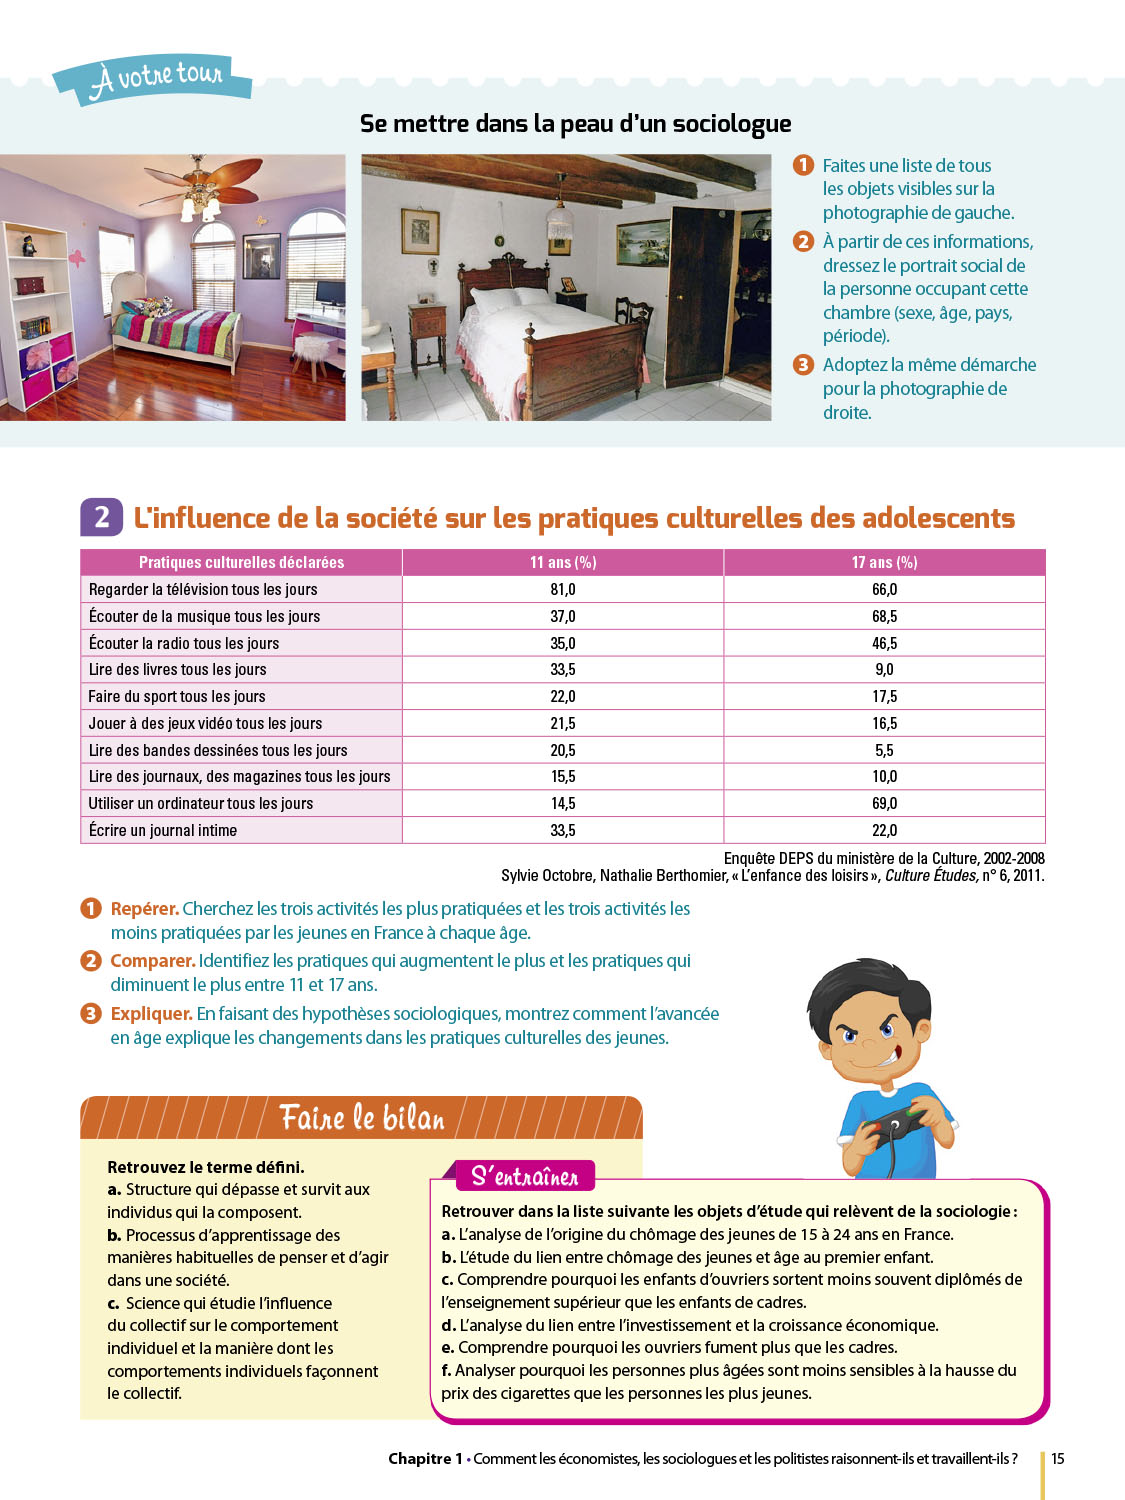 À votre tour
Se mettre dans la peau d'un sociologue
1 Faites une liste de tous
les objets visibles sur la
photographie de gauche.
2 À partir de ces informations,
dressez le portrait social de
la personne occupant cette
chambre (sexe, âge, pays,
période).
3 Adoptez la même démarche
pour la photographie de
droite.
2 L'influence de la société sur les pratiques culturelles des adolescents
Pratiques culturelles déclarées 11 ans (%) 17 ans (%)
Regarder la télévision tous les jours 81,0 66,0
Écouter de la musique tous les jours 37,0 68,5
Écouter la radio tous les jours 35,0 46,5
Lire des livres tous les jours 33,5 9,0
Faire du sport tous les jours 22,0 17,5
Jouer à des jeux vidéo tous les jours 21,5 16,5
Lire des bandes dessinées tous les jours 20,5 5,5
Lire des journaux, des magazines tous les jours 15,5 10,0
Utiliser un ordinateur tous les jours 14,5 69,0
Écrire un journal intime 33,5 22,0
Enquête DEPS du ministère de la Culture, 2002-2008
Sylvie Octobre, Nathalie Berthomier, « L'enfance des loisirs », Culture Études, n° 6, 2011.
1 Repérer. Cherchez les trois activités les plus pratiquées et les trois activités les
moins pratiquées par les jeunes en France à chaque âge.
2 Comparer. Identifiez les pratiques qui augmentent le plus et les pratiques qui
diminuent le plus entre 11 et 17 ans.
3 Expliquer. En faisant des hypothèses sociologiques, montrez comment l'avancée
en âge explique les changements dans les pratiques culturelles des jeunes.
Faire le bilan
Retrouvez le terme défini.
a. Structure qui dépasse et survit aux
individus qui la composent.
b. Processus d'apprentissage des
manières habituelles de penser et d'agir
dans une société.
c. Science qui étudie l'influence
du collectif sur le comportement
individuel et la manière dont les
comportements individuels façonnent
le collectif.
S'entraîner
Retrouver dans la liste suivante les objets d'étude qui relèvent de la sociologie :
a. L'analyse de l'origine du chômage des jeunes de 15 à 24 ans en France.
b. L'étude du lien entre chômage des jeunes et âge au premier enfant.
c. Comprendre pourquoi les enfants d'ouvriers sortent moins souvent diplômés de
l'enseignement supérieur que les enfants de cadres.
d. L'analyse du lien entre l'investissement et la croissance économique.
e. Comprendre pourquoi les ouvriers fument plus que les cadres.
f. Analyser pourquoi les personnes plus âgées sont moins sensibles à la hausse du
prix des cigarettes que les personnes les plus jeunes.
Chapitre 1 • Comment les économistes, les sociologues et les politistes raisonnent-ils et travaillent-ils ? 15